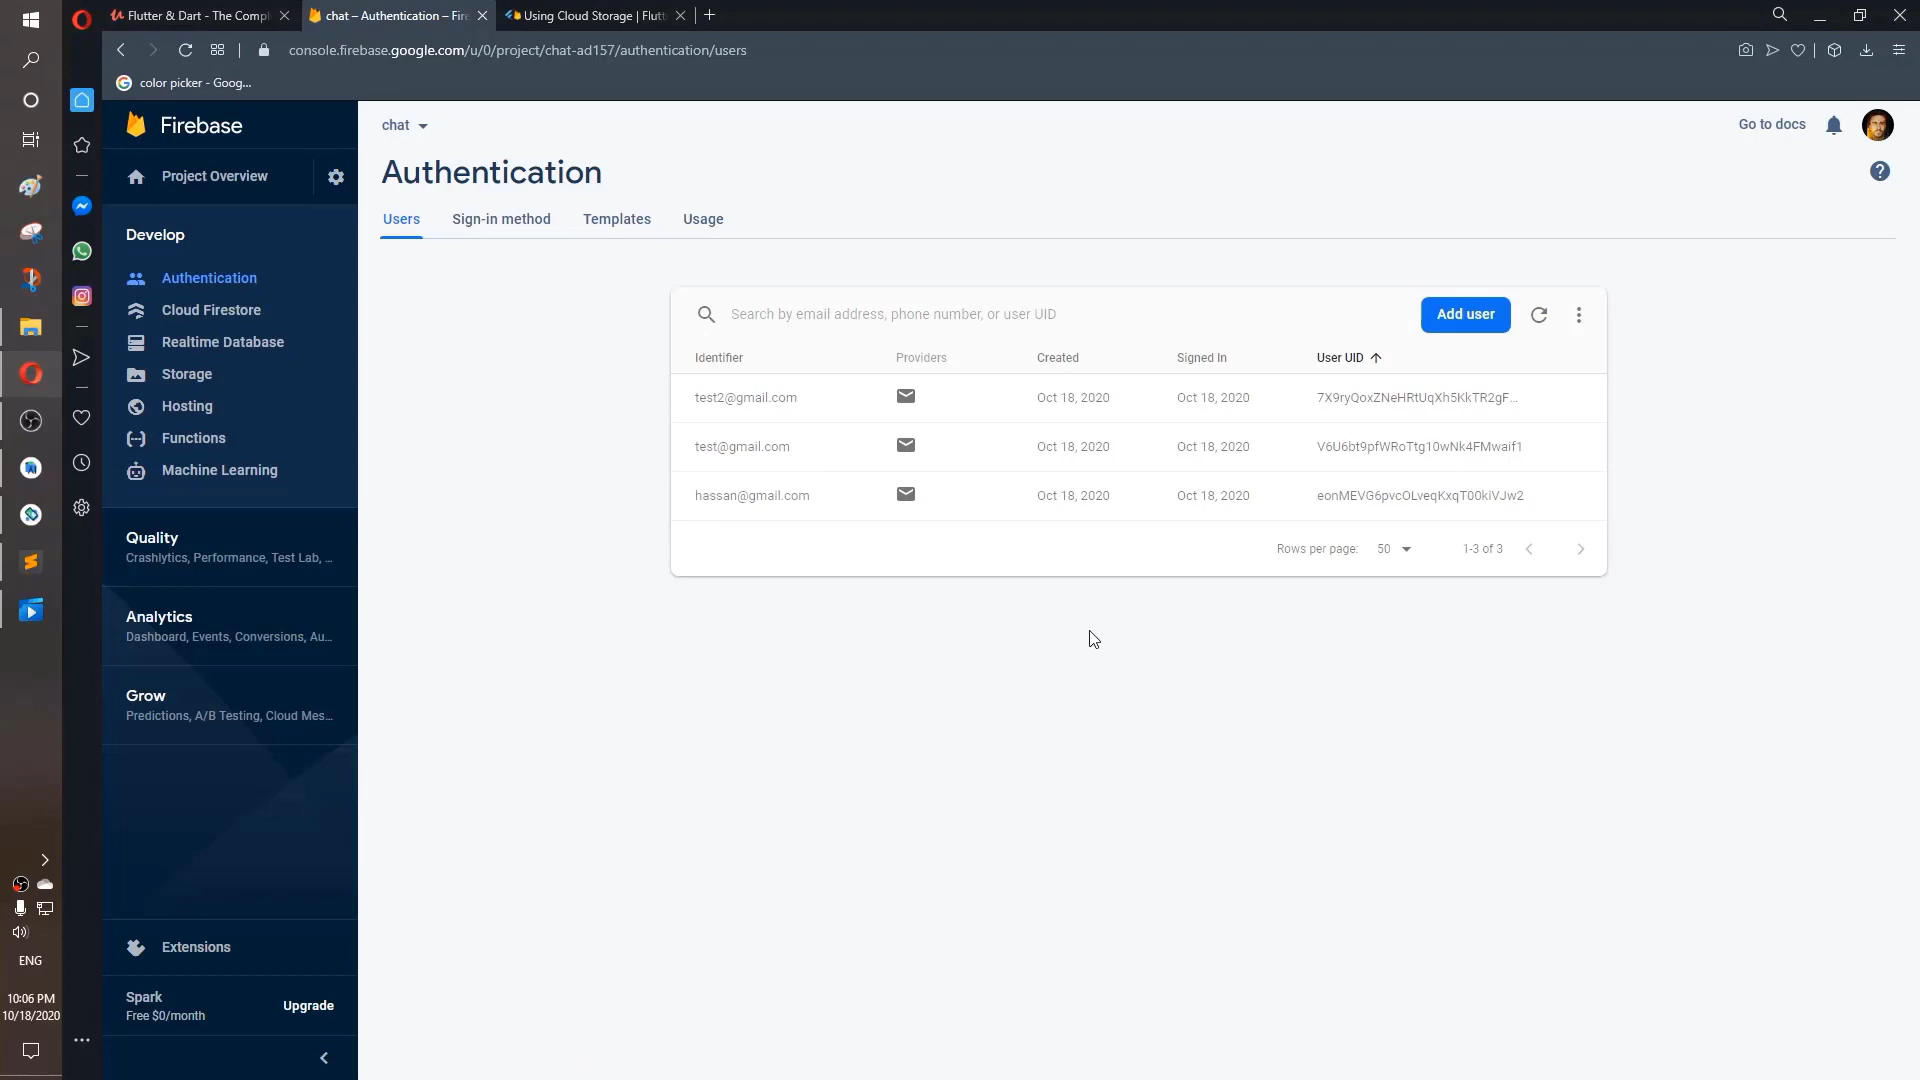 Flutter & Dart - The Compl
chat – Authentication – Fire
Using Cloud Storage | Flutt
console.firebase.google.com/u/0/project/chat-ad157/authentication/users
color picker - Goog...
Firebase
Project Overview
Develop
Authentication
Cloud Firestore
Realtime Database
Storage
Hosting
Functions
Machine Learning
Quality
Crashlytics, Performance, Test Lab, ...
Analytics
Dashboard, Events, Conversions, Au...
Grow
Predictions, A/B Testing, Cloud Mes...
Extensions
Spark
Free $0/month
Upgrade
chat
Go to docs
Authentication
Users Sign-in method Templates Usage
Search by email address, phone number, or user UID
Add user
Identifier Providers Created Signed In User UID
test2@gmail.com Oct 18, 2020 Oct 18, 2020 7X9ryQoxZNeHRtUqXh5KkTR2gF...
test@gmail.com Oct 18, 2020 Oct 18, 2020 V6U6bt9pfWRoTtg10wNk4FMwaif1
hassan@gmail.com Oct 18, 2020 Oct 18, 2020 eonMEVG6pvcOLveqKxqT00kiVJw2
Rows per page: 50 1-3 of 3
ENG
10:06 PM
10/18/2020